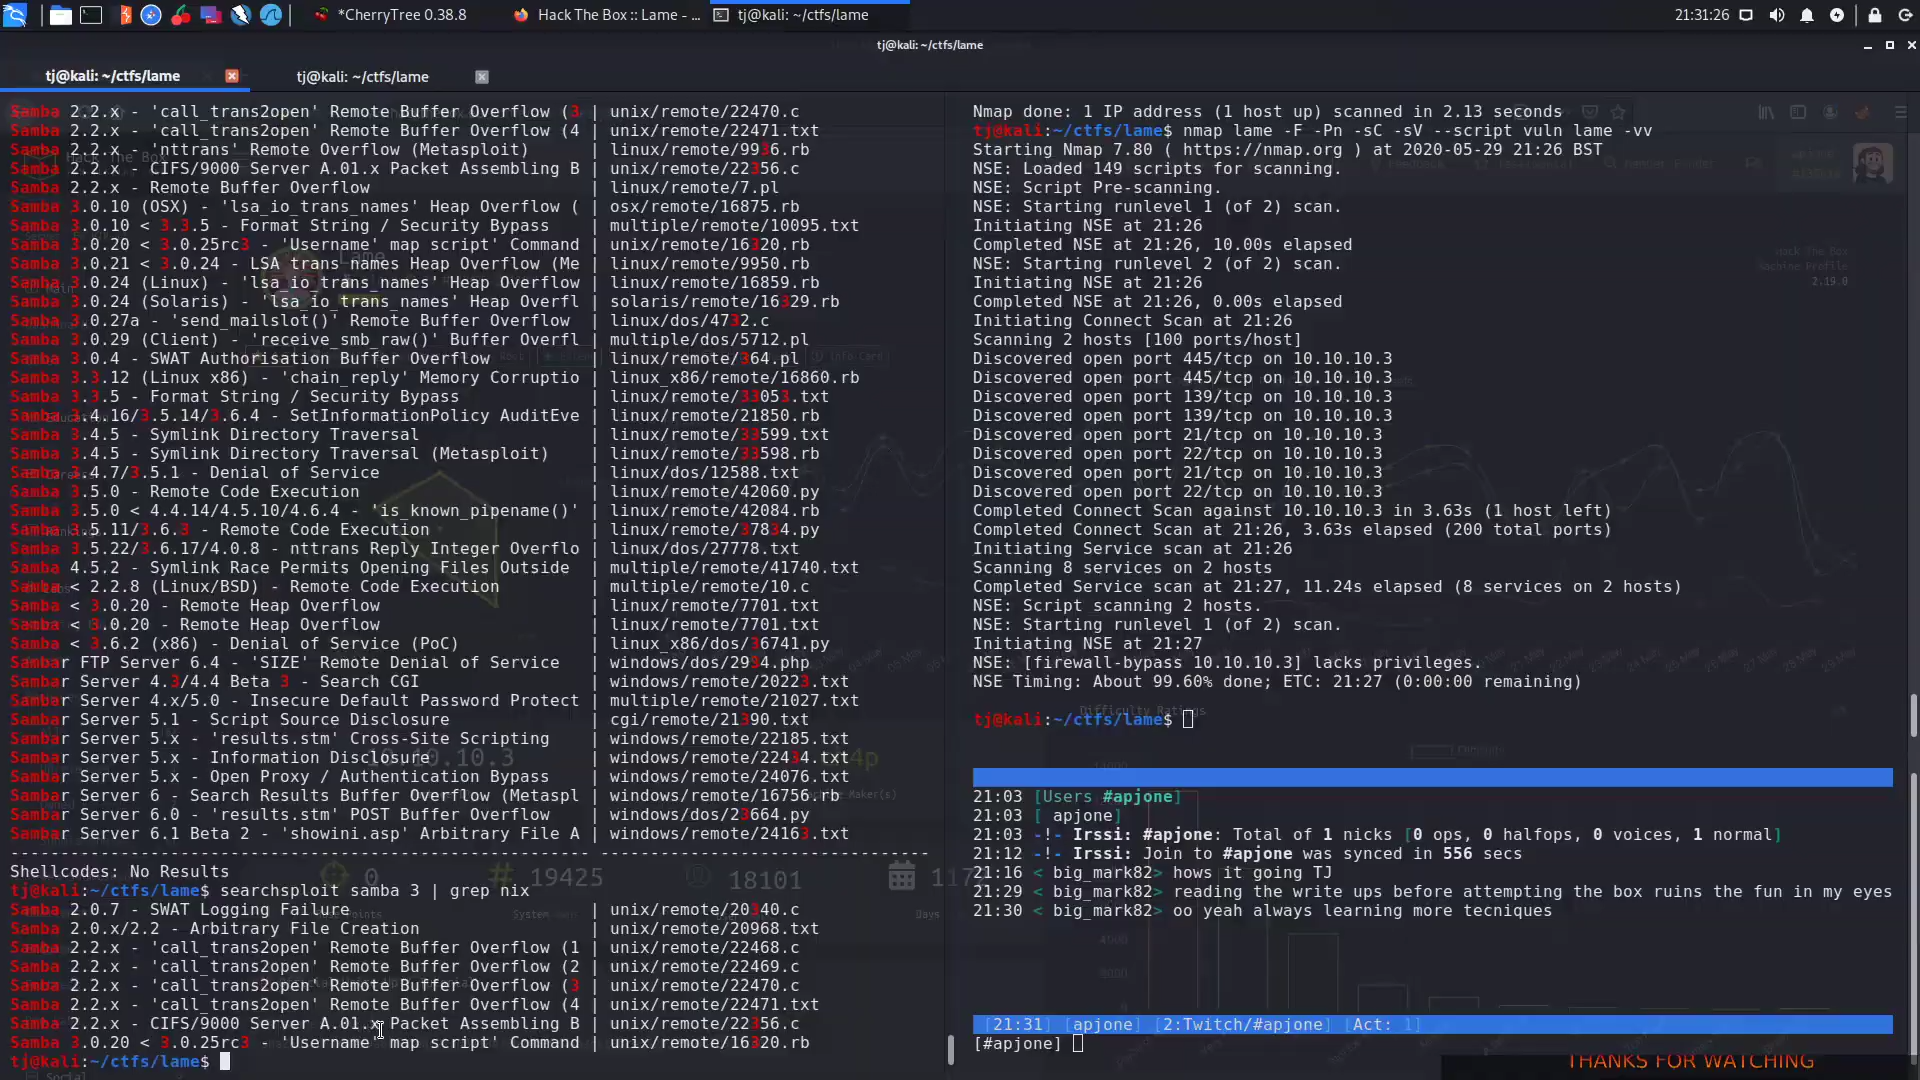 *CherryTree 0.38.8
Hack The Box :: Lame - ...
tj@kali: ~/ctfs/lame
21:31:26
tj@kali: ~/ctfs/lame
tj@kali: ~/ctfs/lame
tj@kali: ~/ctfs/lame
Samba 2.2.x - 'call_trans2open' Remote Buffer Overflow (3 | unix/remote/22470.c
Samba 2.2.x - 'call_trans2open' Remote Buffer Overflow (4 | unix/remote/22471.txt
Samba 2.2.x - 'nttrans' Remote Overflow (Metasploit) | linux/remote/9936.rb
Samba 2.2.x - CIFS/9000 Server A.01.x Packet Assembling B | unix/remote/22356.c
Samba 2.2.x - Remote Buffer Overflow | linux/remote/7.pl
Samba 3.0.10 (OSX) - 'lsa_io_trans_names' Heap Overflow ( | osx/remote/16875.rb
Samba 3.0.10 < 3.3.5 - Format String / Security Bypass | multiple/remote/10095.txt
Samba 3.0.20 < 3.0.25rc3 - 'Username' map script' Command | unix/remote/16320.rb
Samba 3.0.21 < 3.0.24 - LSA trans names Heap Overflow (Me | linux/remote/9950.rb
Samba 3.0.24 (Linux) - 'lsa_io_trans_names' Heap Overflow | linux/remote/16859.rb
Samba 3.0.24 (Solaris) - 'lsa_io_trans_names' Heap Overfl | solaris/remote/16329.rb
Samba 3.0.27a - 'send_mailslot()' Remote Buffer Overflow | linux/dos/4732.c
Samba 3.0.29 (Client) - 'receive_smb_raw()' Buffer Overfl | multiple/dos/5712.pl
Samba 3.0.4 - SWAT Authorisation Buffer Overflow | linux/remote/364.pl
Samba 3.3.12 (Linux x86) - 'chain_reply' Memory Corruptio | linux_x86/remote/16860.rb
Samba 3.3.5 - Format String / Security Bypass | linux/remote/33053.txt
Samba 3.4.16/3.5.14/3.6.4 - SetInformationPolicy AuditEve | linux/remote/21850.rb
Samba 3.4.5 - Symlink Directory Traversal | linux/remote/33599.txt
Samba 3.4.5 - Symlink Directory Traversal (Metasploit) | linux/remote/33598.rb
Samba 3.4.7/3.5.1 - Denial of Service | linux/dos/12588.txt
Samba 3.5.0 - Remote Code Execution | linux/remote/42060.py
Samba 3.5.0 < 4.4.14/4.5.10/4.6.4 - 'is_known_pipename()' | linux/remote/42084.rb
Samba 3.5.11/3.6.3 - Remote Code Execution | linux/remote/37834.py
Samba 3.5.22/3.6.17/4.0.8 - nttrans Reply Integer Overflo | linux/dos/27778.txt
Samba 4.5.2 - Symlink Race Permits Opening Files Outside | multiple/remote/41740.txt
Samba < 2.2.8 (Linux/BSD) - Remote Code Execution | multiple/remote/10.c
Samba < 3.0.20 - Remote Heap Overflow | linux/remote/7701.txt
Samba < 3.0.20 - Remote Heap Overflow | linux/remote/7701.txt
Samba < 3.6.2 (x86) - Denial of Service (PoC) | linux_x86/dos/36741.py
Sambar FTP Server 6.4 - 'SIZE' Remote Denial of Service | windows/dos/2934.php
Sambar Server 4.3/4.4 Beta 3 - Search CGI | windows/remote/20223.txt
Sambar Server 4.x/5.0 - Insecure Default Password Protect | multiple/remote/21027.txt
Sambar Server 5.1 - Script Source Disclosure | cgi/remote/21390.txt
Sambar Server 5.x - 'results.stm' Cross-Site Scripting | windows/remote/22185.txt
Sambar Server 5.x - Information Disclosure | windows/remote/22434.txt
Sambar Server 5.x - Open Proxy / Authentication Bypass | windows/remote/24076.txt
Sambar Server 6 - Search Results Buffer Overflow (Metaspl | windows/remote/16756.rb
Sambar Server 6.0 - 'results.stm' POST Buffer Overflow | windows/dos/23664.py
Sambar Server 6.1 Beta 2 - 'showini.asp' Arbitrary File A | windows/remote/24163.txt
Shellcodes: No Results
tj@kali:~/ctfs/lame$ searchsploit samba 3 | grep nix
Samba 2.0.7 - SWAT Logging Failure | unix/remote/20340.c
Samba 2.0.x/2.2 - Arbitrary File Creation | unix/remote/20968.txt
Samba 2.2.x - 'call_trans2open' Remote Buffer Overflow (1 | unix/remote/22468.c
Samba 2.2.x - 'call_trans2open' Remote Buffer Overflow (2 | unix/remote/22469.c
Samba 2.2.x - 'call_trans2open' Remote Buffer Overflow (3 | unix/remote/22470.c
Samba 2.2.x - 'call_trans2open' Remote Buffer Overflow (4 | unix/remote/22471.txt
Samba 2.2.x - CIFS/9000 Server A.01.x Packet Assembling B | unix/remote/22356.c
Samba 3.0.20 < 3.0.25rc3 - 'Username' map script' Command | unix/remote/16320.rb
tj@kali:~/ctfs/lame$
Nmap done: 1 IP address (1 host up) scanned in 2.13 seconds
tj@kali:~/ctfs/lame$ nmap lame -F -Pn -sC -sV --script vuln lame -vv
Starting Nmap 7.80 ( https://nmap.org ) at 2020-05-29 21:26 BST
NSE: Loaded 149 scripts for scanning.
NSE: Script Pre-scanning.
NSE: Starting runlevel 1 (of 2) scan.
Initiating NSE at 21:26
Completed NSE at 21:26, 10.00s elapsed
NSE: Starting runlevel 2 (of 2) scan.
Initiating NSE at 21:26
Completed NSE at 21:26, 0.00s elapsed
Initiating Connect Scan at 21:26
Scanning 2 hosts [100 ports/host]
Discovered open port 445/tcp on 10.10.10.3
Discovered open port 445/tcp on 10.10.10.3
Discovered open port 139/tcp on 10.10.10.3
Discovered open port 139/tcp on 10.10.10.3
Discovered open port 21/tcp on 10.10.10.3
Discovered open port 22/tcp on 10.10.10.3
Discovered open port 21/tcp on 10.10.10.3
Discovered open port 22/tcp on 10.10.10.3
Completed Connect Scan against 10.10.10.3 in 3.63s (1 host left)
Completed Connect Scan at 21:26, 3.63s elapsed (200 total ports)
Initiating Service scan at 21:26
Scanning 8 services on 2 hosts
Completed Service scan at 21:27, 11.24s elapsed (8 services on 2 hosts)
NSE: Script scanning 2 hosts.
NSE: Starting runlevel 1 (of 2) scan.
Initiating NSE at 21:27
NSE: [firewall-bypass 10.10.10.3] lacks privileges.
NSE Timing: About 99.60% done; ETC: 21:27 (0:00:00 remaining)
tj@kali:~/ctfs/lame$
21:03 [Users #apjone]
21:03 [ apjone]
21:03 -!- Irssi: #apjone: Total of 1 nicks [0 ops, 0 halfops, 0 voices, 1 normal]
21:12 -!- Irssi: Join to #apjone was synced in 556 secs
21:16 < big_mark82> hows it going TJ
21:29 < big_mark82> reading the write ups before attempting the box ruins the fun in my eyes
21:30 < big_mark82> oo yeah always learning more tecniques
[21:31] [apjone] [2:Twitch/#apjone] [Act: 1]
[#apjone]
THANKS FOR WATCHING